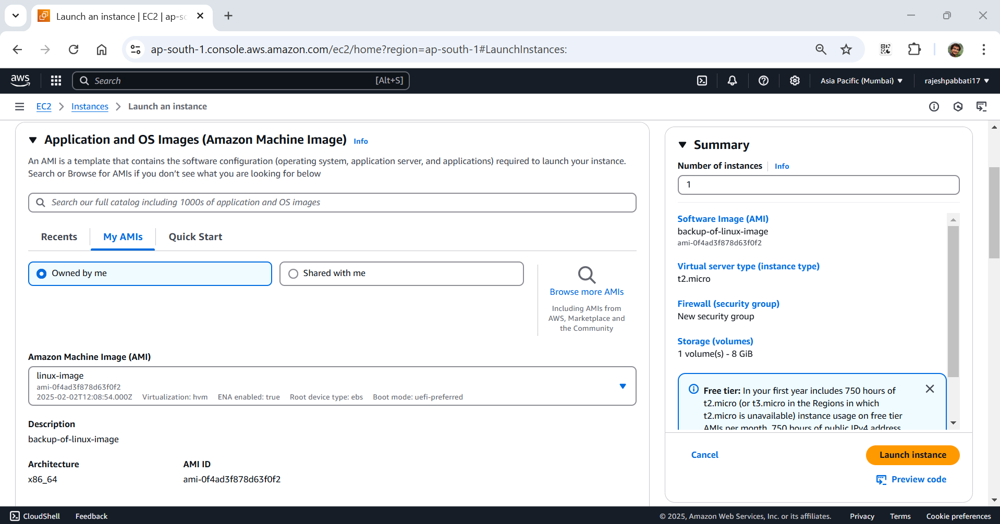 Launch an instance | EC2 | ap-s
ap-south-1.console.aws.amazon.com/ec2/home?region=ap-south-1#LaunchInstances:
aws
Search [Alt+S]
Asia Pacific (Mumbai)
rajeshpabbati17
EC2 > Instances > Launch an instance
Application and OS Images (Amazon Machine Image) Info
An AMI is a template that contains the software configuration (operating system, application server, and applications) required to launch your instance.
Search or Browse for AMIs if you don’t see what you are looking for below
Search our full catalog including 1000s of application and OS images
Recents
My AMIs
Quick Start
Owned by me
Shared with me
Browse more AMIs
Including AMIs from
AWS, Marketplace and
the Community
Amazon Machine Image (AMI)
linux-image
ami-0f4ad3f878d63f0f2
2025-02-02T12:08:54.000Z Virtualization: hvm ENA enabled: true Root device type: ebs Boot mode: uefi-preferred
Description
backup-of-linux-image
Architecture
x86_64
AMI ID
ami-0f4ad3f878d63f0f2
Summary
Number of instances Info
1
Software Image (AMI)
backup-of-linux-image
ami-0f4ad3f878d63f0f2
Virtual server type (instance type)
t2.micro
Firewall (security group)
New security group
Storage (volumes)
1 volume(s) - 8 GiB
Free tier: In your first year includes 750 hours of
t2.micro (or t3.micro in the Regions in which
t2.micro is unavailable) instance usage on free tier
AMIs per month, 750 hours of public IPv4 address
Cancel
Launch instance
Preview code
CloudShell
Feedback
© 2025, Amazon Web Services, Inc. or its affiliates.
Privacy
Terms
Cookie preferences